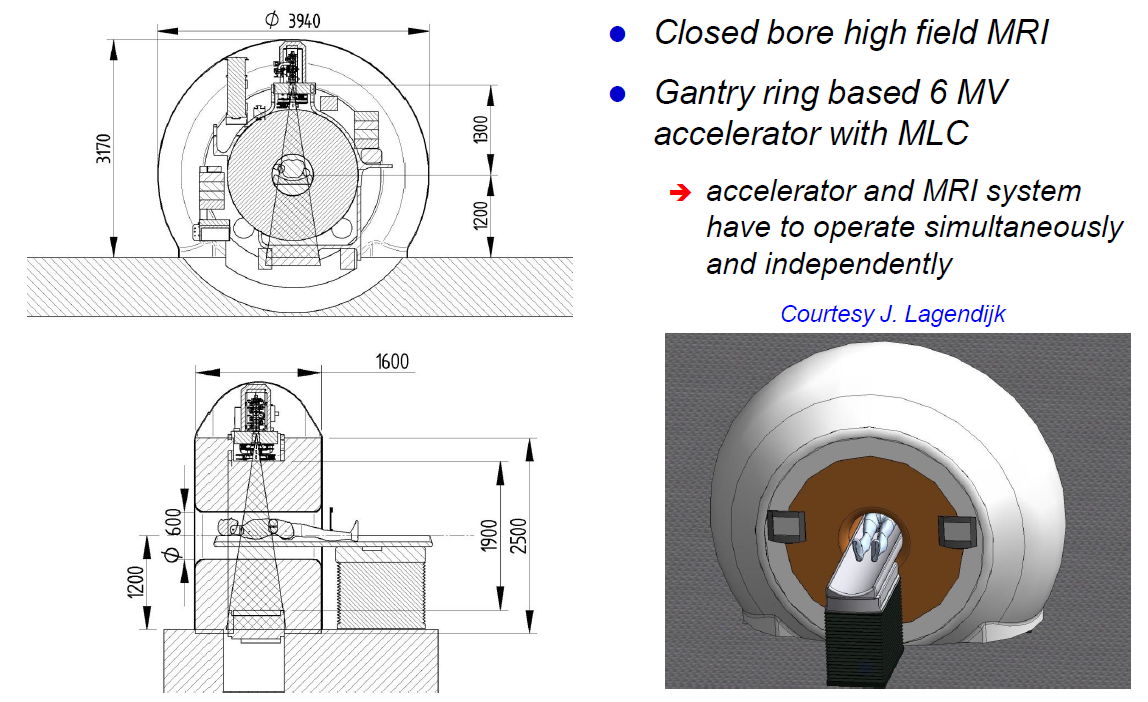 Φ 3940
3170
1300
1200
1600
Φ 600
1200
1900
2500
● Closed bore high field MRI
● Gantry ring based 6 MV
accelerator with MLC
➔ accelerator and MRI system
have to operate simultaneously
and independently
Courtesy J. Lagendijk